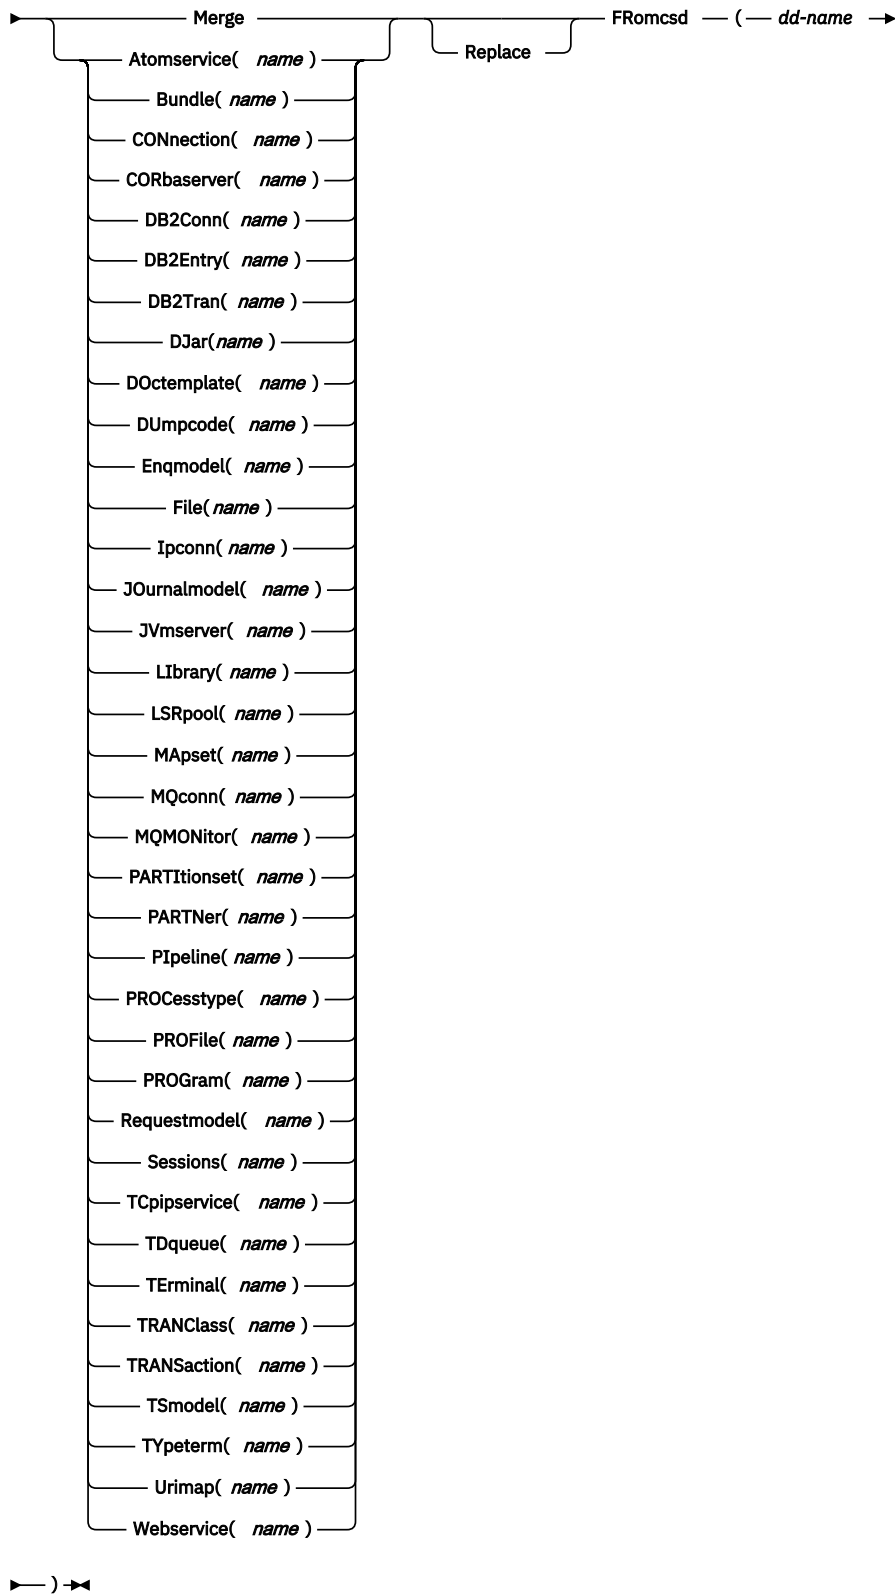 Merge FRomcsd ( dd-name
Replace
Atomservice( name )
Bundle( name )
CONnection( name )
CORbaserver( name )
DB2Conn( name )
DB2Entry( name )
DB2Tran( name )
DJar(name )
DOctemplate( name )
DUmpcode( name )
Enqmodel( name )
File(name )
Ipconn( name )
JOurnalmodel( name )
JVmserver( name )
LIbrary( name )
LSRpool( name )
MApset( name )
MQconn( name )
MQMONitor( name )
PARTItionset( name )
PARTNer( name )
PIpeline( name )
PROCesstype( name )
PROFile( name )
PROGram( name )
Requestmodel( name )
Sessions( name )
TCpipservice( name )
TDqueue( name )
TErminal( name )
TRANClass( name )
TRANSaction( name )
TSmodel( name )
TYpeterm( name )
Urimap( name )
Webservice( name )
)